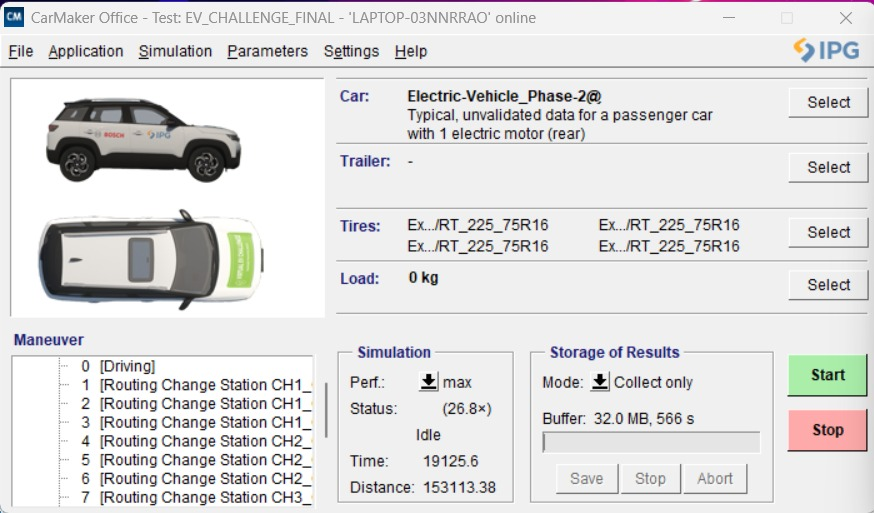 CM CarMaker Office - Test: EV_CHALLENGE_FINAL - 'LAPTOP-03NNRRAO' online
File Application Simulation Parameters Settings Help
IPG
Car: Electric-Vehicle_Phase-2@ Select
Typical, unvalidated data for a passenger car
with 1 electric motor (rear)
BOSCH IPG
Trailer: - Select
Tires: Ex.../RT_225_75R16 Ex.../RT_225_75R16 Select
Ex.../RT_225_75R16 Ex.../RT_225_75R16
Load: 0 kg Select
Maneuver
0 [Driving]
1 [Routing Change Station CH1_
2 [Routing Change Station CH1_
3 [Routing Change Station CH1_
4 [Routing Change Station CH2_
5 [Routing Change Station CH2_
6 [Routing Change Station CH2_
7 [Routing Change Station CH3_
Simulation
Perf.: max
Status: (26.8×)
Idle
Time: 19125.6
Distance: 153113.38
Storage of Results
Mode: Collect only
Buffer: 32.0 MB, 566 s
Save Stop Abort
Start
Stop